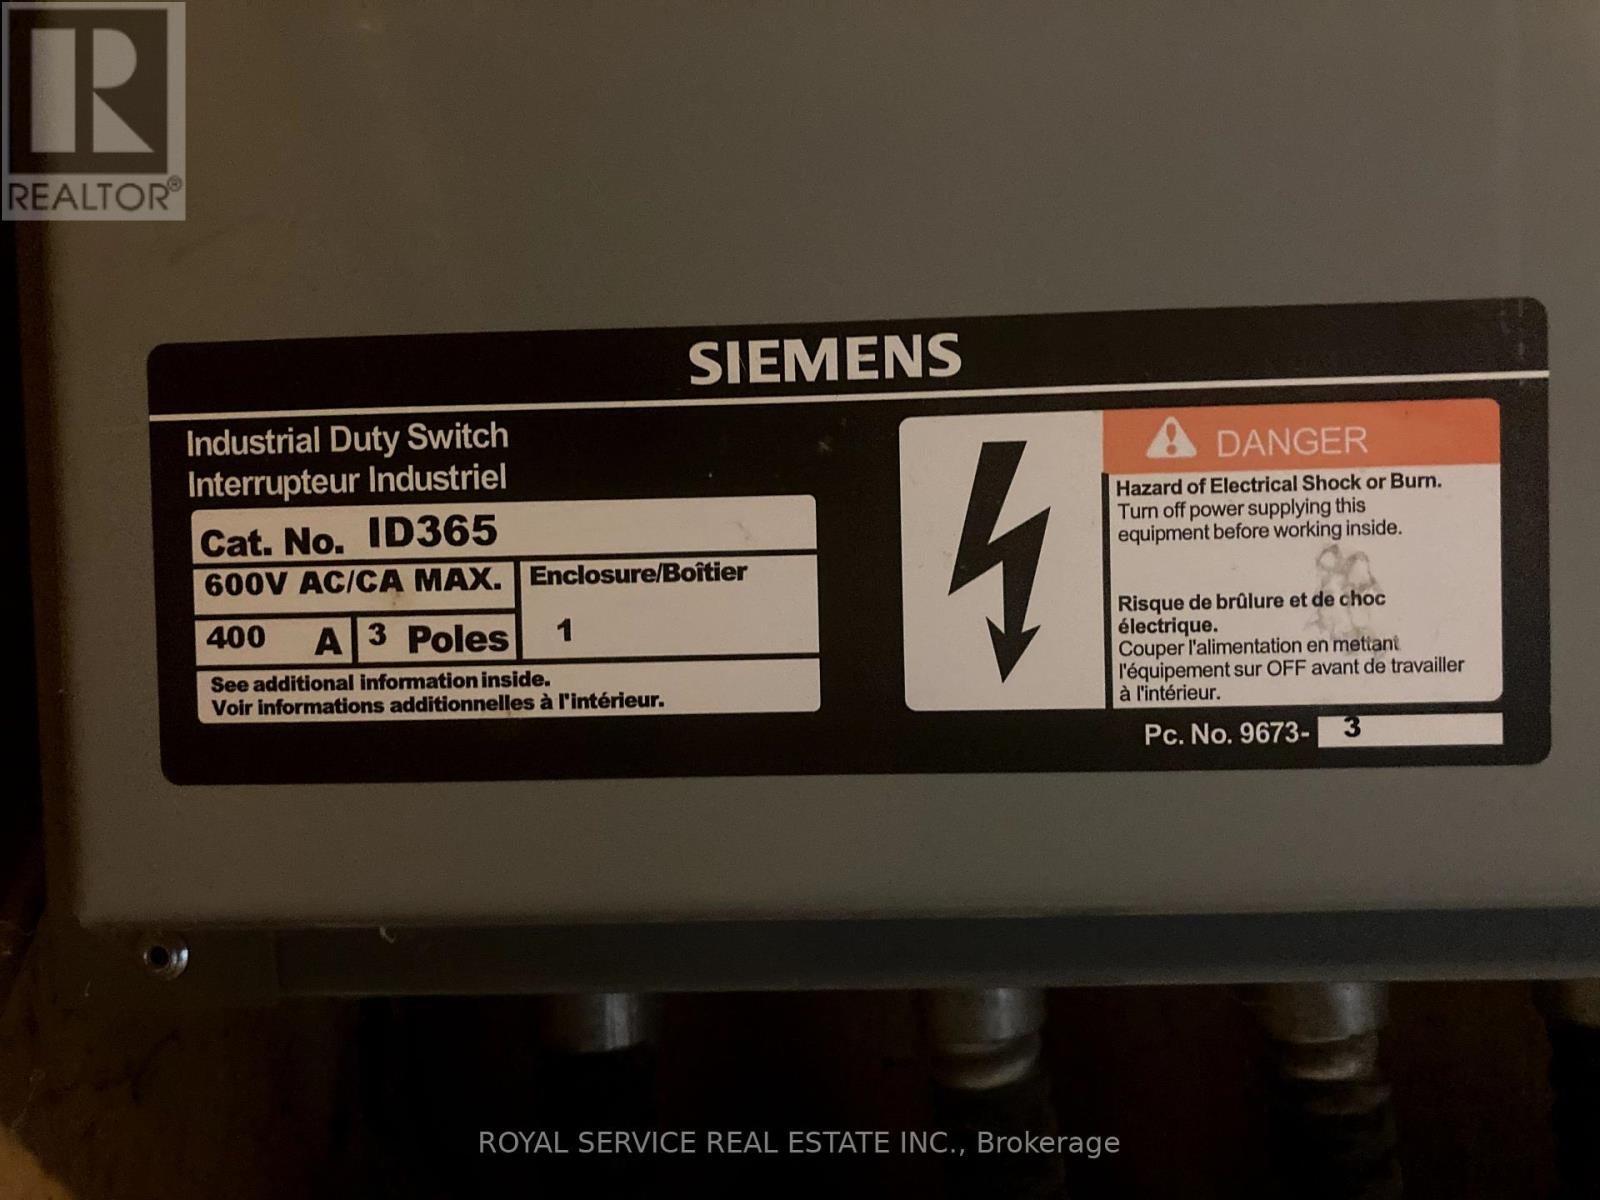 R
REALTOR®
SIEMENS
Industrial Duty Switch
Interrupteur Industriel
Cat. No. ID365
600V AC/CA MAX.
Enclosure/Boîtier
400 A 3 Poles
1
See additional information inside.
Voir informations additionnelles à l'intérieur.
DANGER
Hazard of Electrical Shock or Burn.
Turn off power supplying this
equipment before working inside.
Risque de brûlure et de choc
électrique.
Couper l'alimentation en mettant
l'équipement sur OFF avant de travailler
à l'intérieur.
Pc. No. 9673- 3
ROYAL SERVICE REAL ESTATE INC., Brokerage